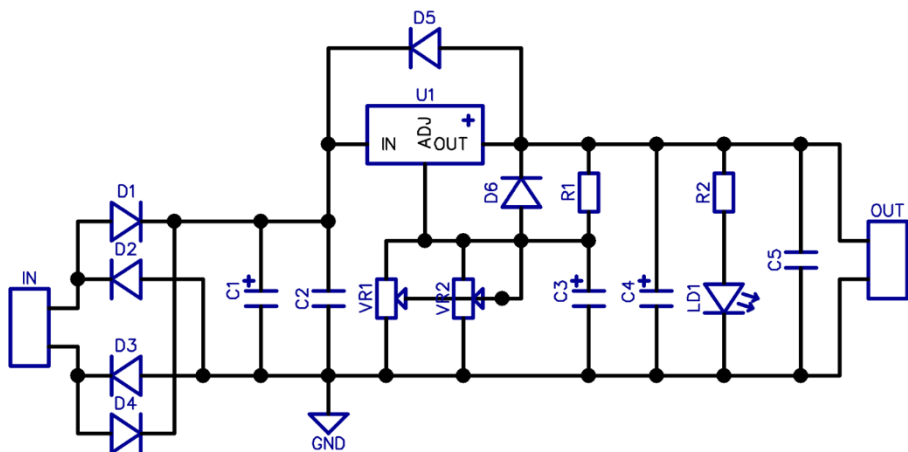 D5
U1
IN
ADJ
OUT
+
D1
D6
R1
R2
OUT
D2
IN
+
C1
C2
VR1
VR2
+
C3
+
C4
LD1
C5
D3
D4
GND